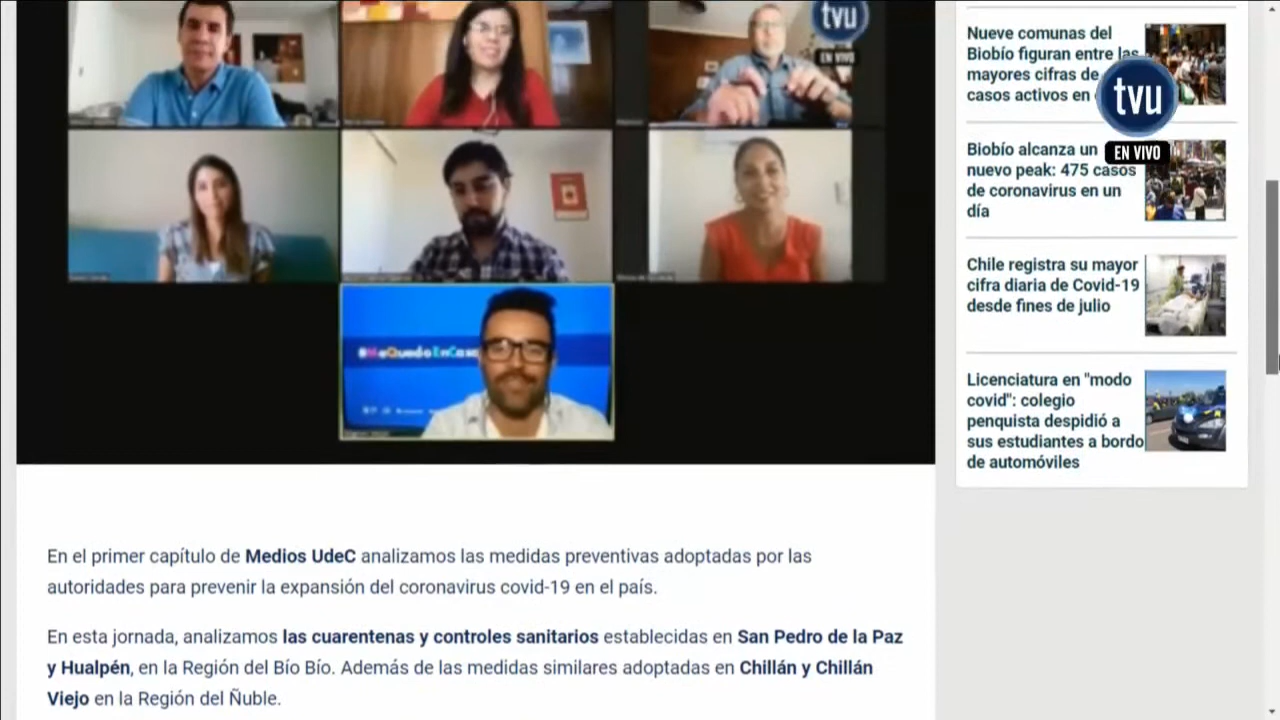 tvu
EN VIVO
#MeQuedoEnCasa
En el primer capítulo de Medios UdeC analizamos las medidas preventivas adoptadas por las
autoridades para prevenir la expansión del coronavirus covid-19 en el país.
En esta jornada, analizamos las cuarentenas y controles sanitarios establecidas en San Pedro de la Paz
y Hualpén, en la Región del Bío Bío. Además de las medidas similares adoptadas en Chillán y Chillán
Viejo en la Región del Ñuble.
Nueve comunas del
Biobío figuran entre las
mayores cifras de
casos activos en
tvu
EN VIVO
Biobío alcanza un
nuevo peak: 475 casos
de coronavirus en un
día
Chile registra su mayor
cifra diaria de Covid-19
desde fines de julio
Licenciatura en "modo
covid": colegio
penquista despidió a
sus estudiantes a bordo
de automóviles